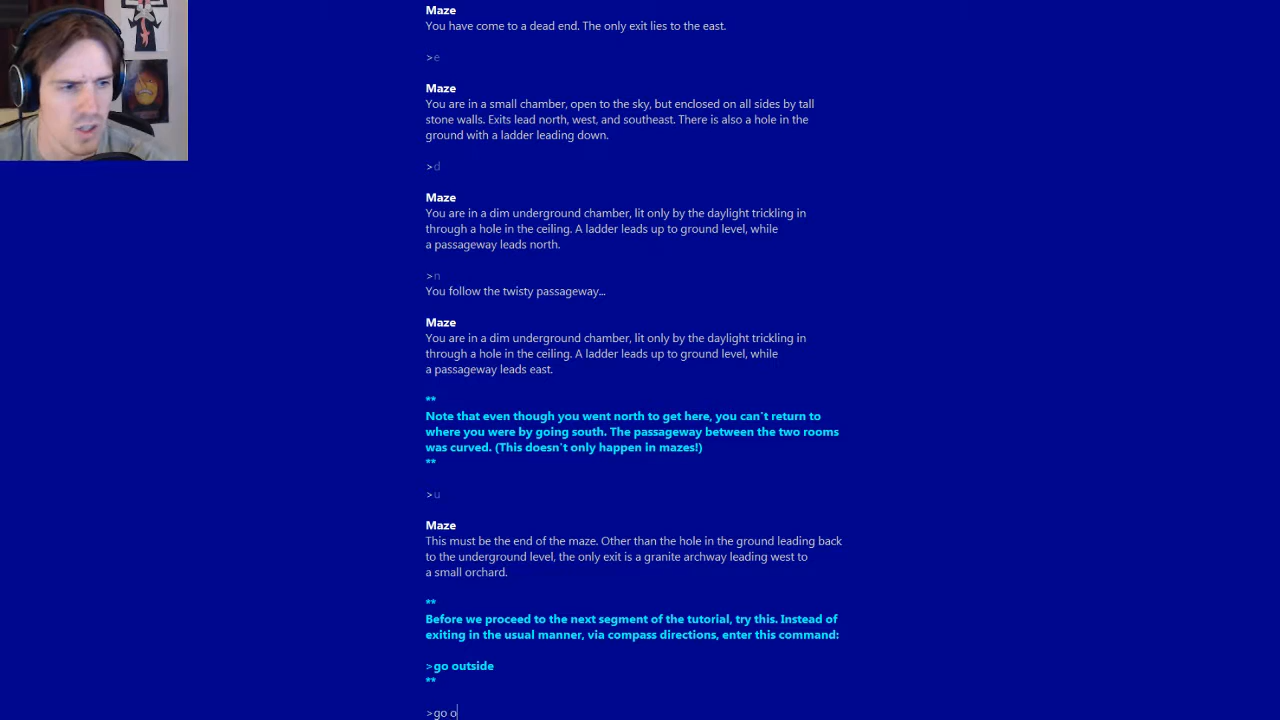 Maze
You have come to a dead end. The only exit lies to the east.
>e
Maze
You are in a small chamber, open to the sky, but enclosed on all sides by tall
stone walls. Exits lead north, west, and southeast. There is also a hole in the
ground with a ladder leading down.
>d
Maze
You are in a dim underground chamber, lit only by the daylight trickling in
through a hole in the ceiling. A ladder leads up to ground level, while
a passageway leads north.
>n
You follow the twisty passageway...
Maze
You are in a dim underground chamber, lit only by the daylight trickling in
through a hole in the ceiling. A ladder leads up to ground level, while
a passageway leads east.
**
Note that even though you went north to get here, you can't return to
where you were by going south. The passageway between the two rooms
was curved. (This doesn't only happen in mazes!)
**
>u
Maze
This must be the end of the maze. Other than the hole in the ground leading back
to the underground level, the only exit is a granite archway leading west to
a small orchard.
**
Before we proceed to the next segment of the tutorial, try this. Instead of
exiting in the usual manner, via compass directions, enter this command:
>go outside
**
>go o